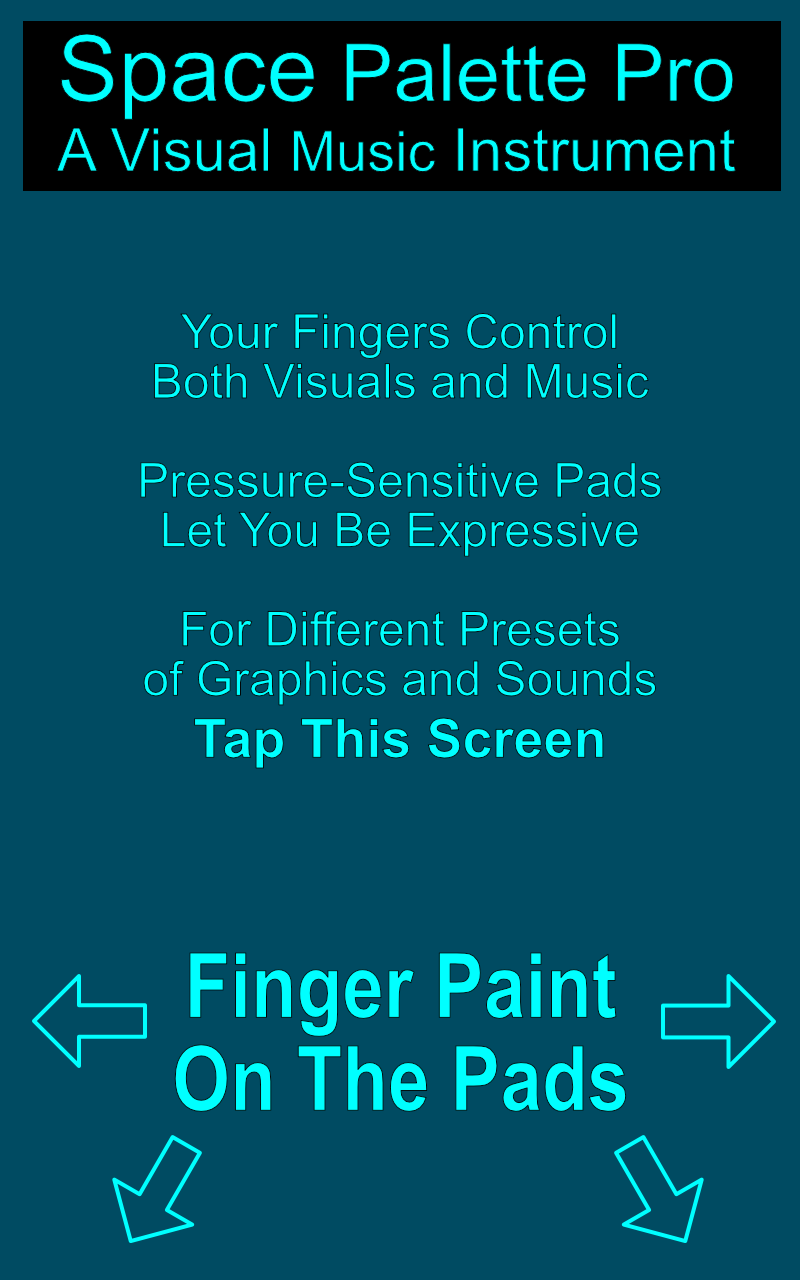 Space Palette Pro
A Visual Music Instrument
Your Fingers Control
Both Visuals and Music
Pressure-Sensitive Pads
Let You Be Expressive
For Different Presets
of Graphics and Sounds
Tap This Screen
Finger Paint
On The Pads